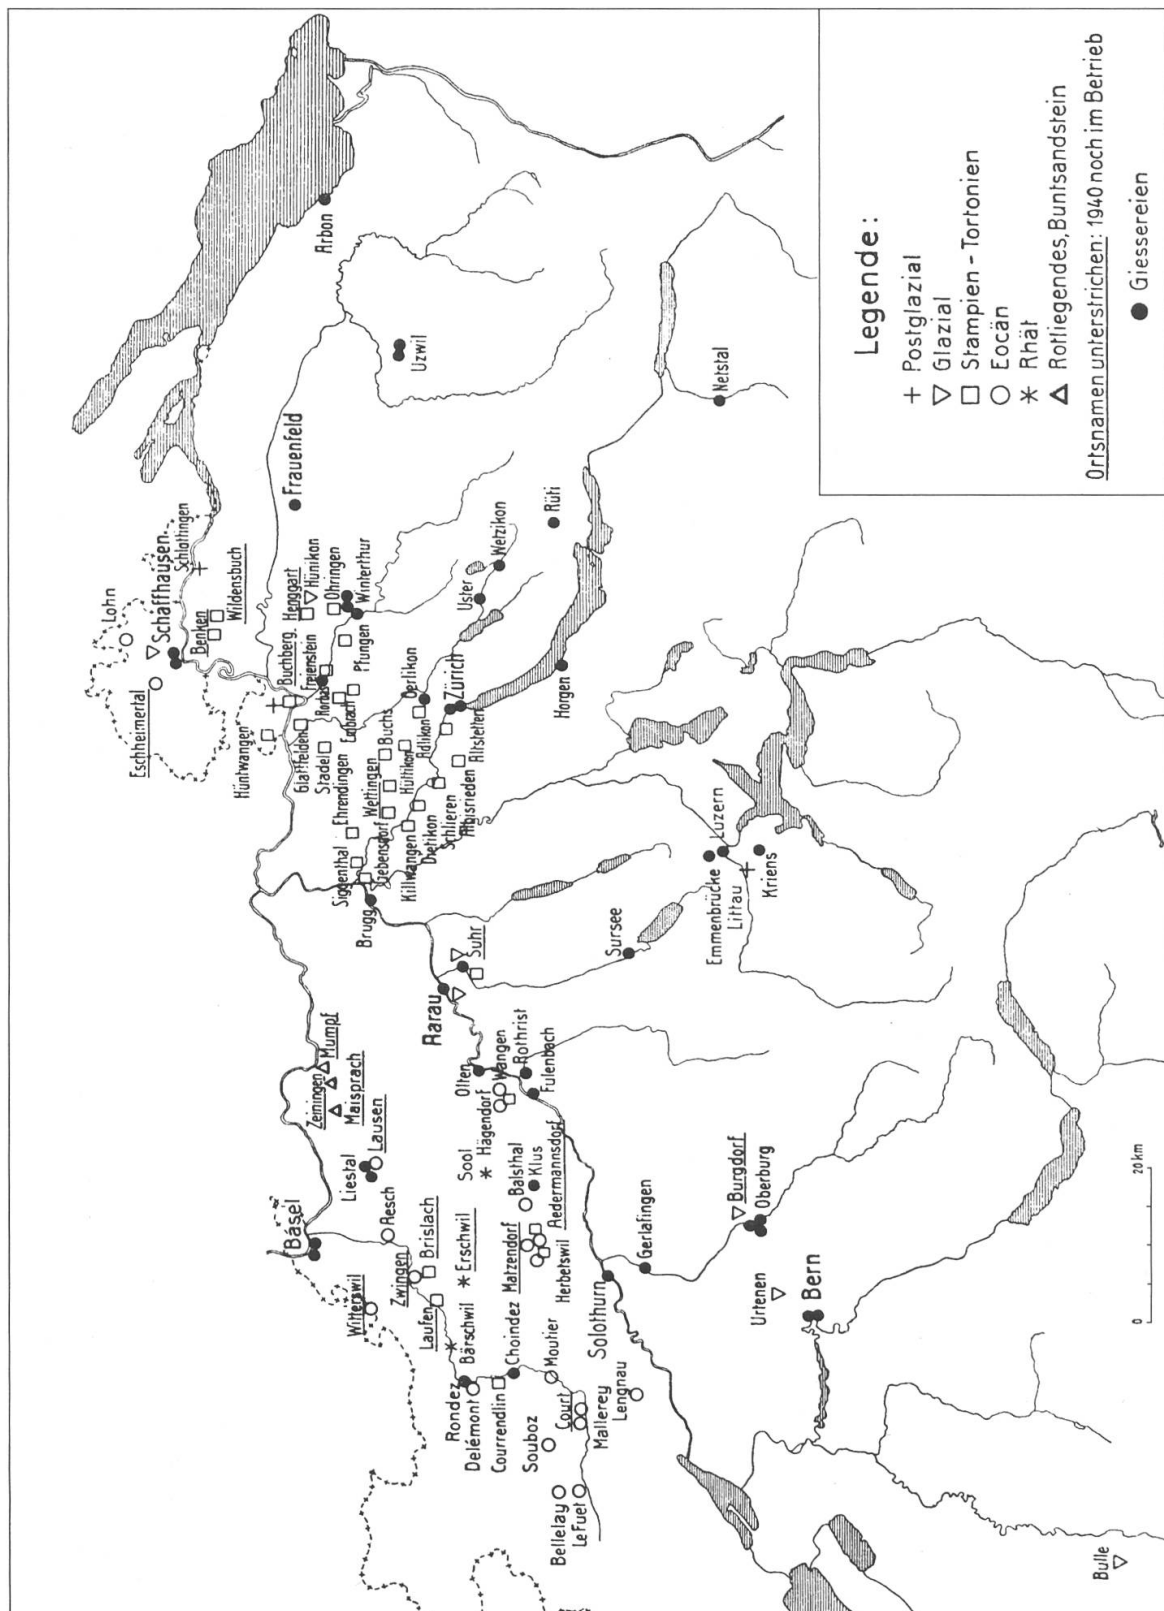 Legende:
Postglazial
Glazial
Stampien - Tortonien
Eocän
Rhät
Rotliegendes, Buntsandstein
Ortsnamen unterstrichen: 1940 noch im Betrieb
Giessereien
Lohn
Schaffhausen
Schlattingen
Eschheimertal
Benken
Wildensbuch
Buchberg
Henggart
Hünikon
Ohringen
Winterthur
Frauenfeld
Arbon
Uzwil
Hüntwangen
Glattfelden
Freienstein
Rorbas
Embrach
Pfungen
Stadel
Ehrendingen
Buchs
Oerlikon
Wettingen
Hüttikon
Adlikon
Zürich
Siggenthal
Gebensdorf
Killwangen
Dietikon
Schlieren
Albisrieden
Altstetten
Brugg
Uster
Wetzikon
Rüti
Horgen
Netstal
Basel
Zeiningen
Mumpf
Maisprach
Liestal
Lausen
Aesch
Witterswil
Zwingen
Brislach
Laufen
Erschwil
Bärschwil
Rondez
Delémont
Courrendlin
Choindez
Moutier
Souboz
Court
Mallerey
Bellelay
Le Fuet
Lengnau
Aarau
Suhr
Olten
Wangen
Rothrist
Fulenbach
Sool
Hägendorf
Balsthal
Klus
Matzendorf
Aedermannsdorf
Herbetswil
Solothurn
Gerlafingen
Sursee
Emmenbrücke
Luzern
Littau
Kriens
Burgdorf
Oberburg
Urtenen
Bern
Bulle
0
20 km